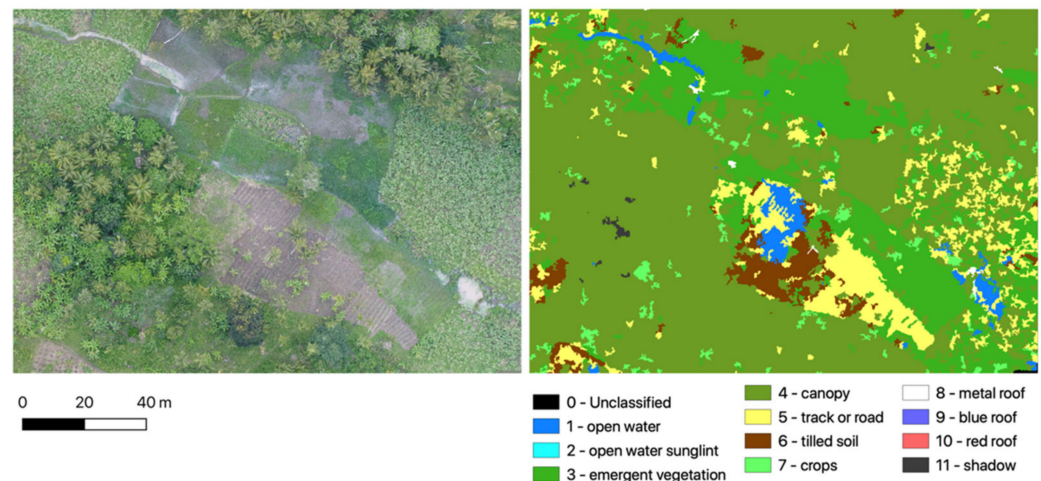 0 20 40 m
0 - Unclassified
1 - open water
2 - open water sunglint
3 - emergent vegetation
4 - canopy
5 - track or road
6 - tilled soil
7 - crops
8 - metal roof
9 - blue roof
10 - red roof
11 - shadow